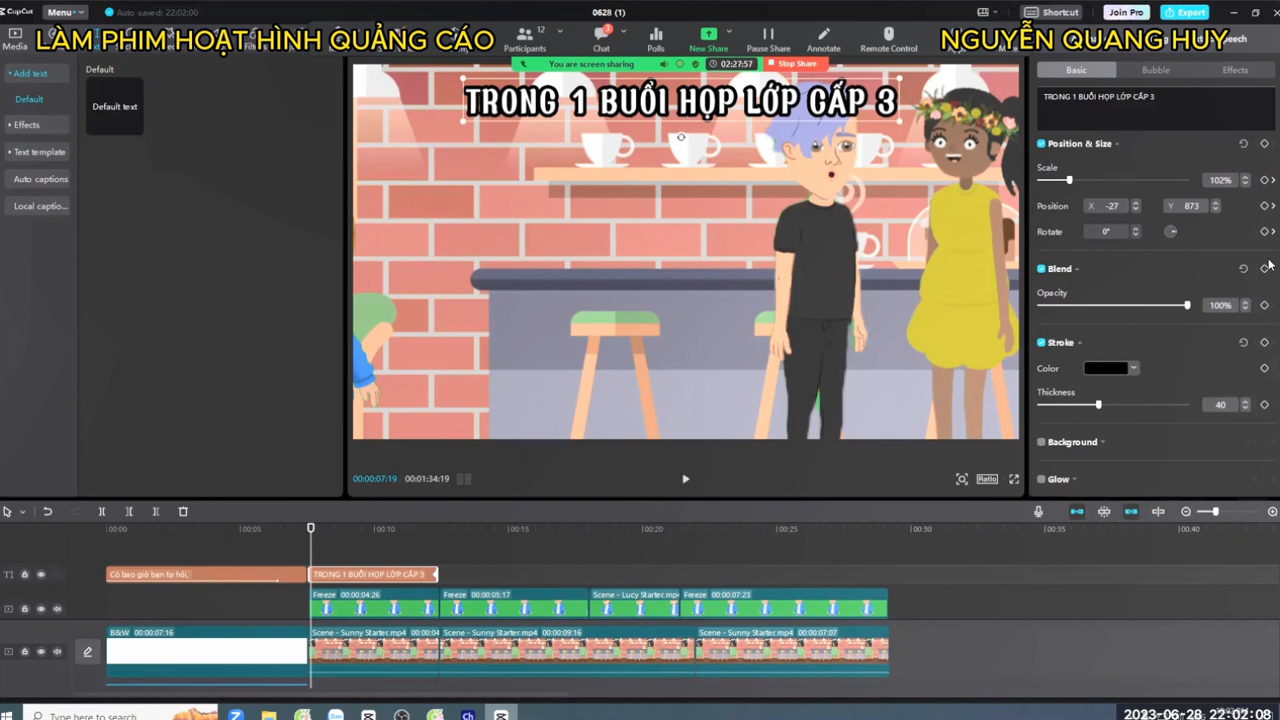 CapCut
Menu
Auto saved: 22:02:00
0628 (1)
Shortcut
Join Pro
Export
LÀM PHIM HOẠT HÌNH QUẢNG CÁO
NGUYỄN QUANG HUY
Media
Participants
12
Chat
3
Polls
New Share
Pause Share
Annotate
Remote Control
You are screen sharing
02:27:57
Stop Share
Add text
Default
Effects
Text template
Auto captions
Local captio...
Default
Default text
TRONG 1 BUỔI HỌP LỚP CẤP 3
00:00:07:19
00:01:34:19
Ratio
Basic
Bubble
Effects
TRONG 1 BUỔI HỌP LỚP CẤP 3
Position & Size
Scale
102%
Position
X -27
Y 873
Rotate
0°
Blend
Opacity
100%
Stroke
Color
Thickness
40
Background
Glow
00:00
00:05
00:10
00:15
00:20
00:25
00:30
00:35
00:40
TI
Có bao giờ bạn tự hỏi,
TRONG 1 BUỔI HỌP LỚP CẤP 3
Freeze 00:00:04:26
Freeze 00:00:05:17
Scene - Lucy Starter.mp4
Freeze 00:00:07:23
B&W 00:00:07:16
Scene - Sunny Starter.mp4 00:00:04
Scene - Sunny Starter.mp4 00:00:09:16
Scene - Sunny Starter.mp4 00:00:07:07
Type here to search
Ch
2023-06-28 22:02:08